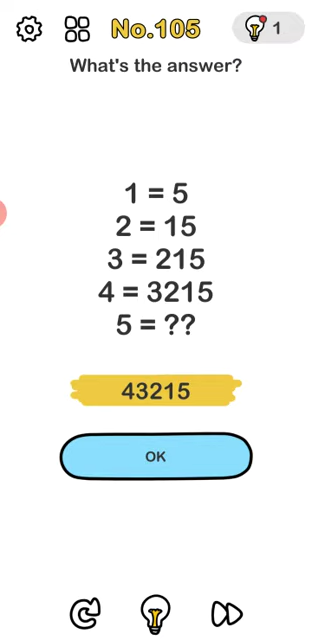 No.105
1
What's the answer?
1 = 5
2 = 15
3 = 215
4 = 3215
5 = ??
43215
OK